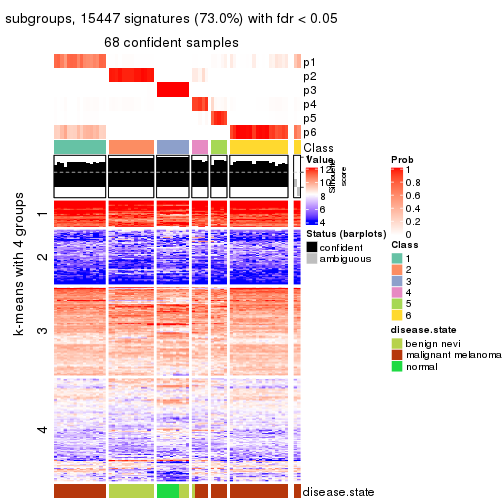 subgroups, 15447 signatures (73.0%) with fdr < 0.05
68 confident samples
p1
p2
p3
p4
p5
p6
Class
1
2
3
4
k-means with 4 groups
disease.state
Value
12
10
8
6
4
Silhouette
score
Status (barplots)
confident
ambiguous
Prob
1
0.8
0.6
0.4
0.2
0
Class
1
2
3
4
5
6
disease.state
benign nevi
malignant melanoma
normal